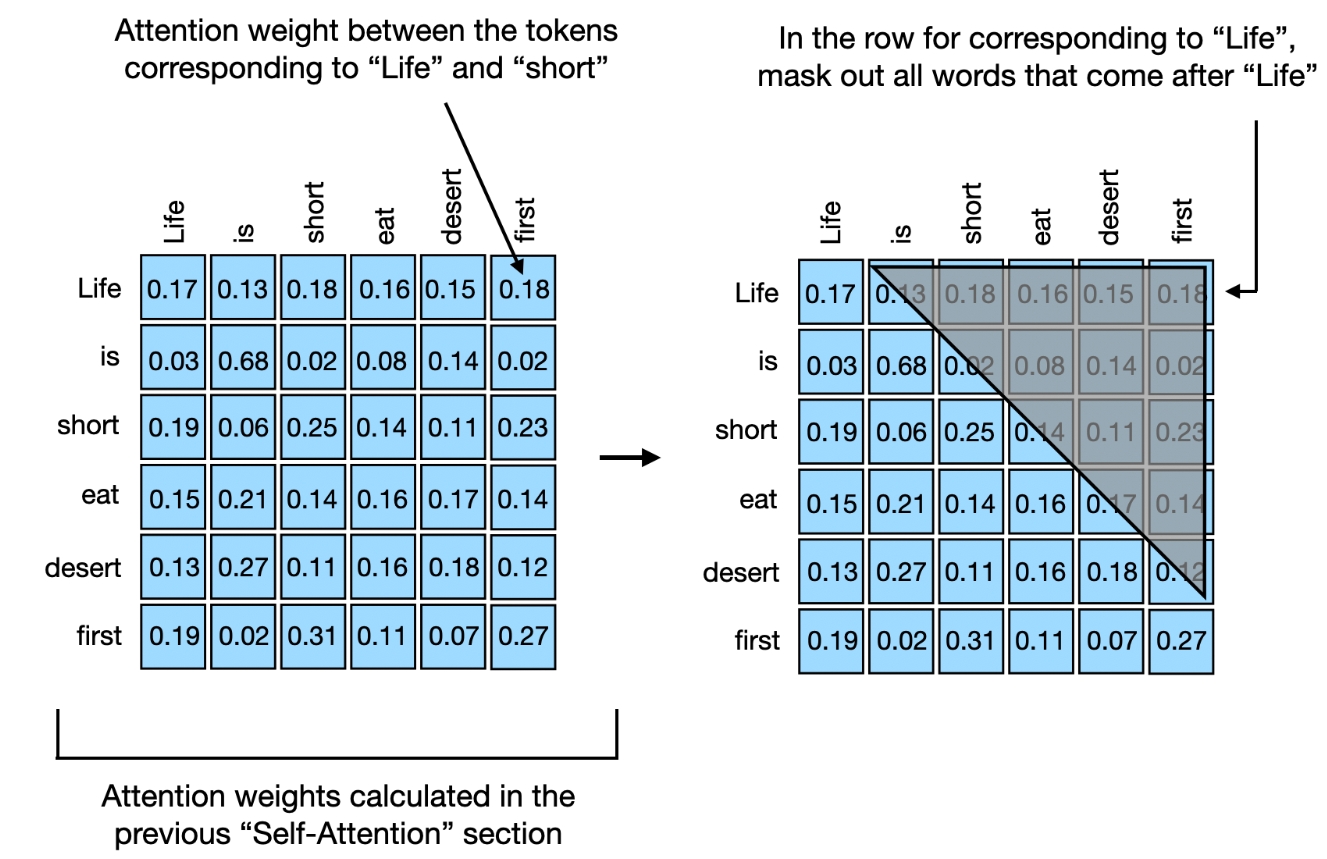 Attention weight between the tokens
corresponding to “Life” and “short”
In the row for corresponding to “Life”,
mask out all words that come after “Life”
Life is short eat desert first
Life 0.17 0.13 0.18 0.16 0.15 0.18
is 0.03 0.68 0.02 0.08 0.14 0.02
short 0.19 0.06 0.25 0.14 0.11 0.23
eat 0.15 0.21 0.14 0.16 0.17 0.14
desert 0.13 0.27 0.11 0.16 0.18 0.12
first 0.19 0.02 0.31 0.11 0.07 0.27
Life is short eat desert first
Life 0.17 0.13 0.18 0.16 0.15 0.18
is 0.03 0.68 0.02 0.08 0.14 0.02
short 0.19 0.06 0.25 0.14 0.11 0.23
eat 0.15 0.21 0.14 0.16 0.17 0.14
desert 0.13 0.27 0.11 0.16 0.18 0.12
first 0.19 0.02 0.31 0.11 0.07 0.27
Attention weights calculated in the
previous “Self-Attention” section